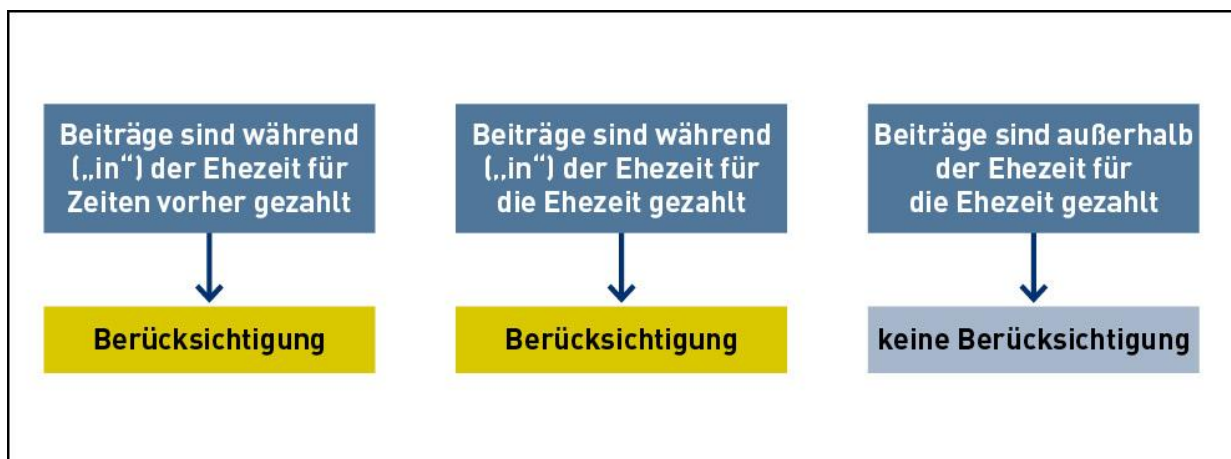 Beiträge sind während
(„in“) der Ehezeit für
Zeiten vorher gezahlt
Berücksichtigung
Beiträge sind während
(„in“) der Ehezeit für
die Ehezeit gezahlt
Berücksichtigung
Beiträge sind außerhalb
der Ehezeit für
die Ehezeit gezahlt
keine Berücksichtigung